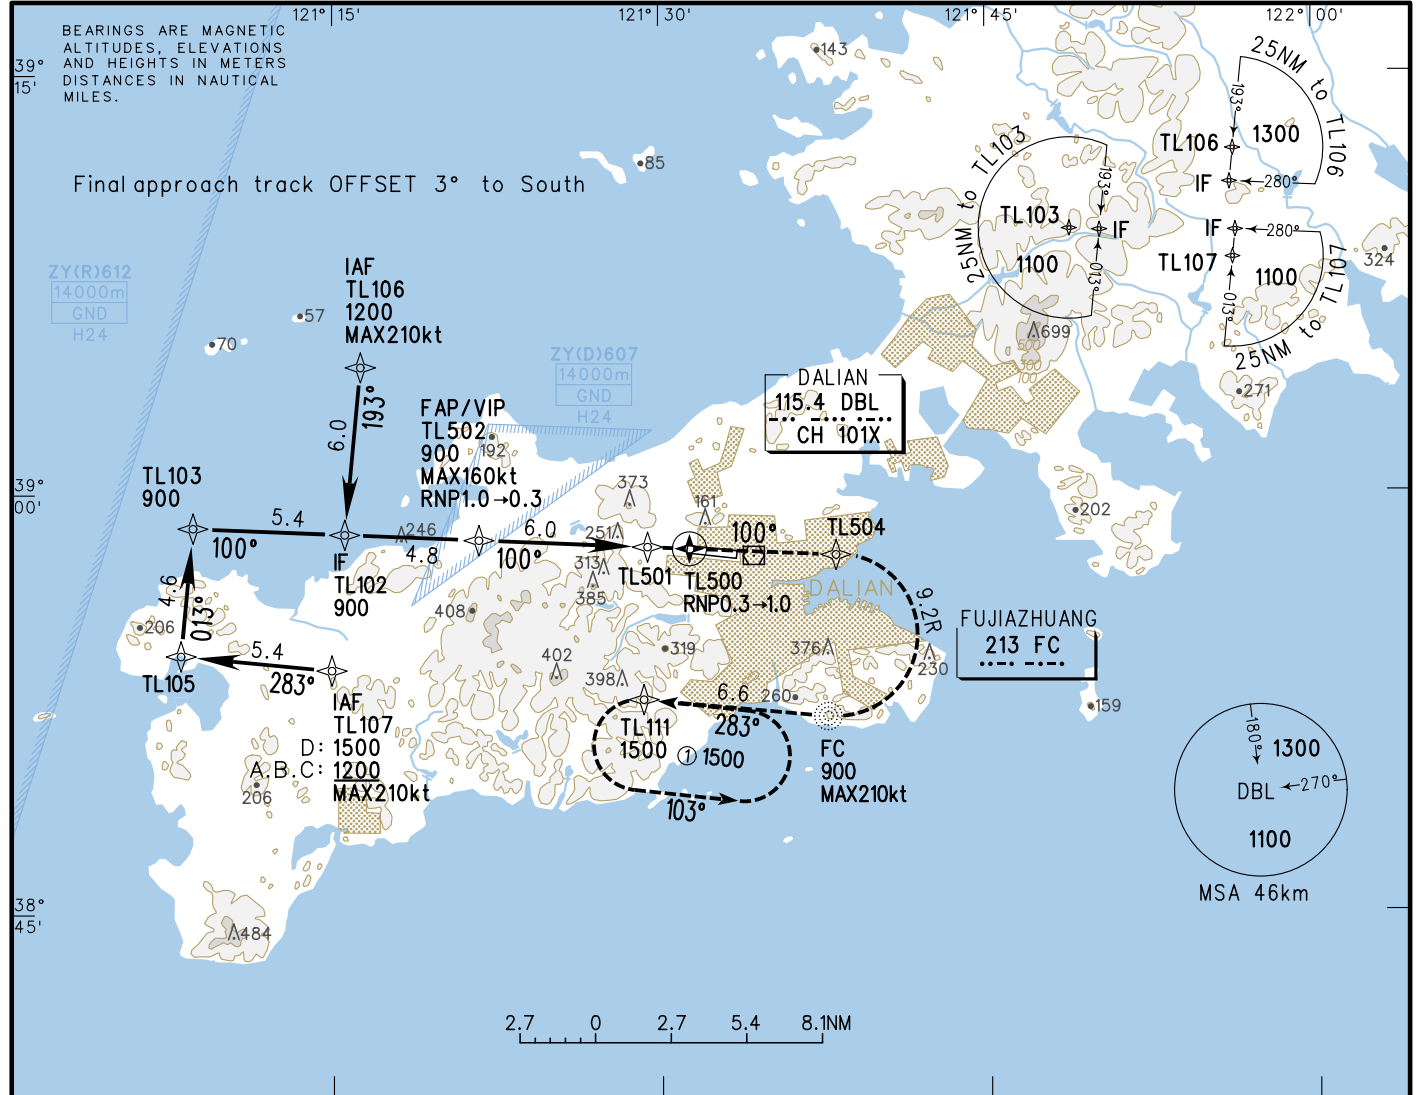 121° 15'
121° 30'
121° 45'
122° 00'
BEARINGS ARE MAGNETIC
ALTITUDES, ELEVATIONS
AND HEIGHTS IN METERS
DISTANCES IN NAUTICAL
MILES.
39°
15'
143
85
Final approach track OFFSET 3° to South
25NM to TL103
193°
TL103
IF
1100
013°
25NM to TL106
193°
1300
TL106
IF
280°
IF
280°
TL107
1100
013°
25NM to TL107
324
699
500
300
100
271
ZY(R)612
14000m
GND
H24
57
70
IAF
TL106
1200
MAX210kt
6.0
193°
ZY(D)607
14000m
GND
H24
DALIAN
115.4 DBL
CH 101X
FAP/VIP
TL502
900
MAX160kt
RNP1.0→0.3
192
TL103
900
39°
00'
373
161
202
5.4
100°
246
4.8
6.0
100°
251
313
385
100°
TL504
IF
TL102
900
TL501
TL500
RNP0.3→1.0
DALIAN
9.2R
4.6
013°
206
408
FUJIAZHUANG
213 FC
5.4
283°
TL105
402
398
319
376
230
260
159
IAF
TL107
D: 1500
A.B.C: 1200
MAX210kt
206
6.6
283°
TL111
1500
1 1500
103°
FC
900
MAX210kt
180°
1300
DBL
270°
1100
MSA 46km
38°
45'
484
2.7 0 2.7 5.4 8.1NM